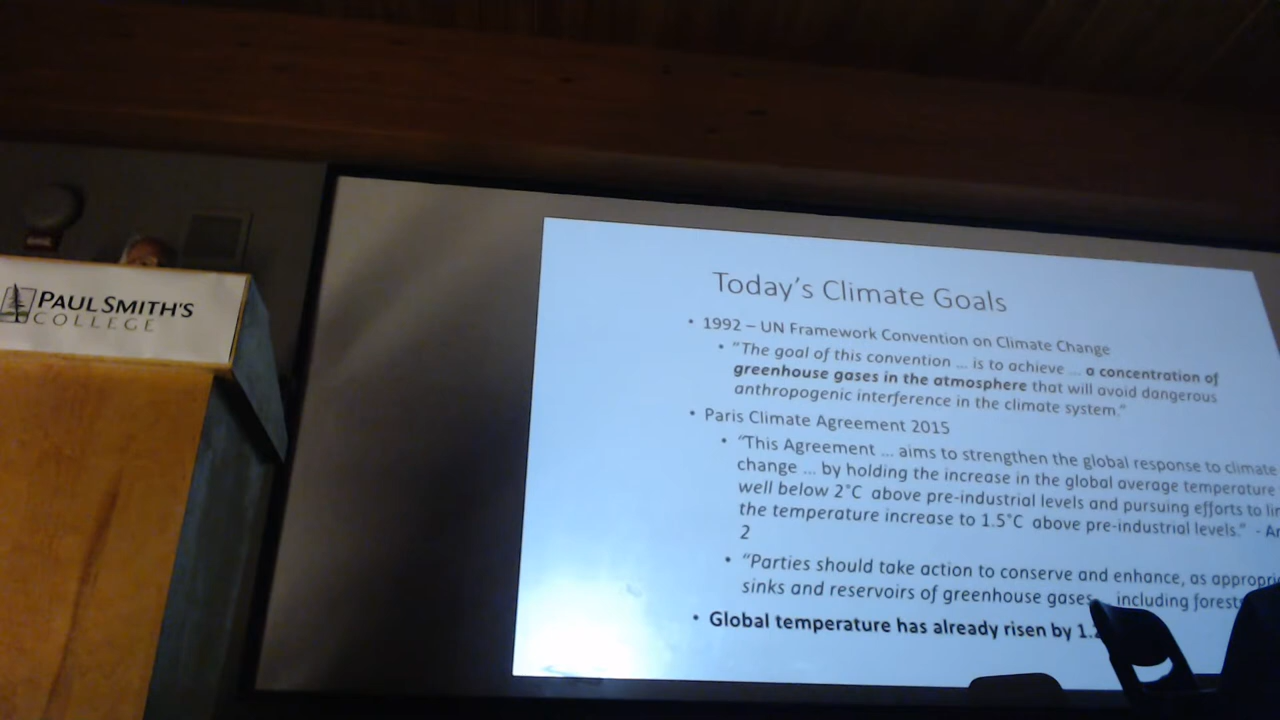 PAUL SMITH'S
COLLEGE
Today's Climate Goals
• 1992 – UN Framework Convention on Climate Change
• "The goal of this convention ... is to achieve ... a concentration of
greenhouse gases in the atmosphere that will avoid dangerous
anthropogenic interference in the climate system."
• Paris Climate Agreement 2015
• "This Agreement ... aims to strengthen the global response to climate
change ... by holding the increase in the global average temperature
well below 2°C above pre-industrial levels and pursuing efforts to
the temperature increase to 1.5°C above pre-industrial levels." -
2
• "Parties should take action to conserve and enhance, as
sinks and reservoirs of greenhouse gases including
• Global temperature has already risen by